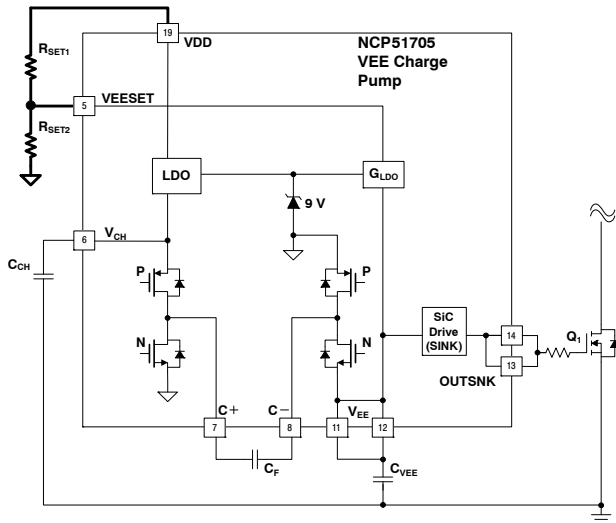 19
VDD
NCP51705
VEE Charge
Pump
RSET1
5
VEESET
RSET2
LDO
GLDO
9 V
6
VCH
CCH
P
P
N
N
SiC
Drive
(SINK)
14
13
OUTSNK
Q1
C+
C−
VEE
7
8
11
12
CF
CVEE